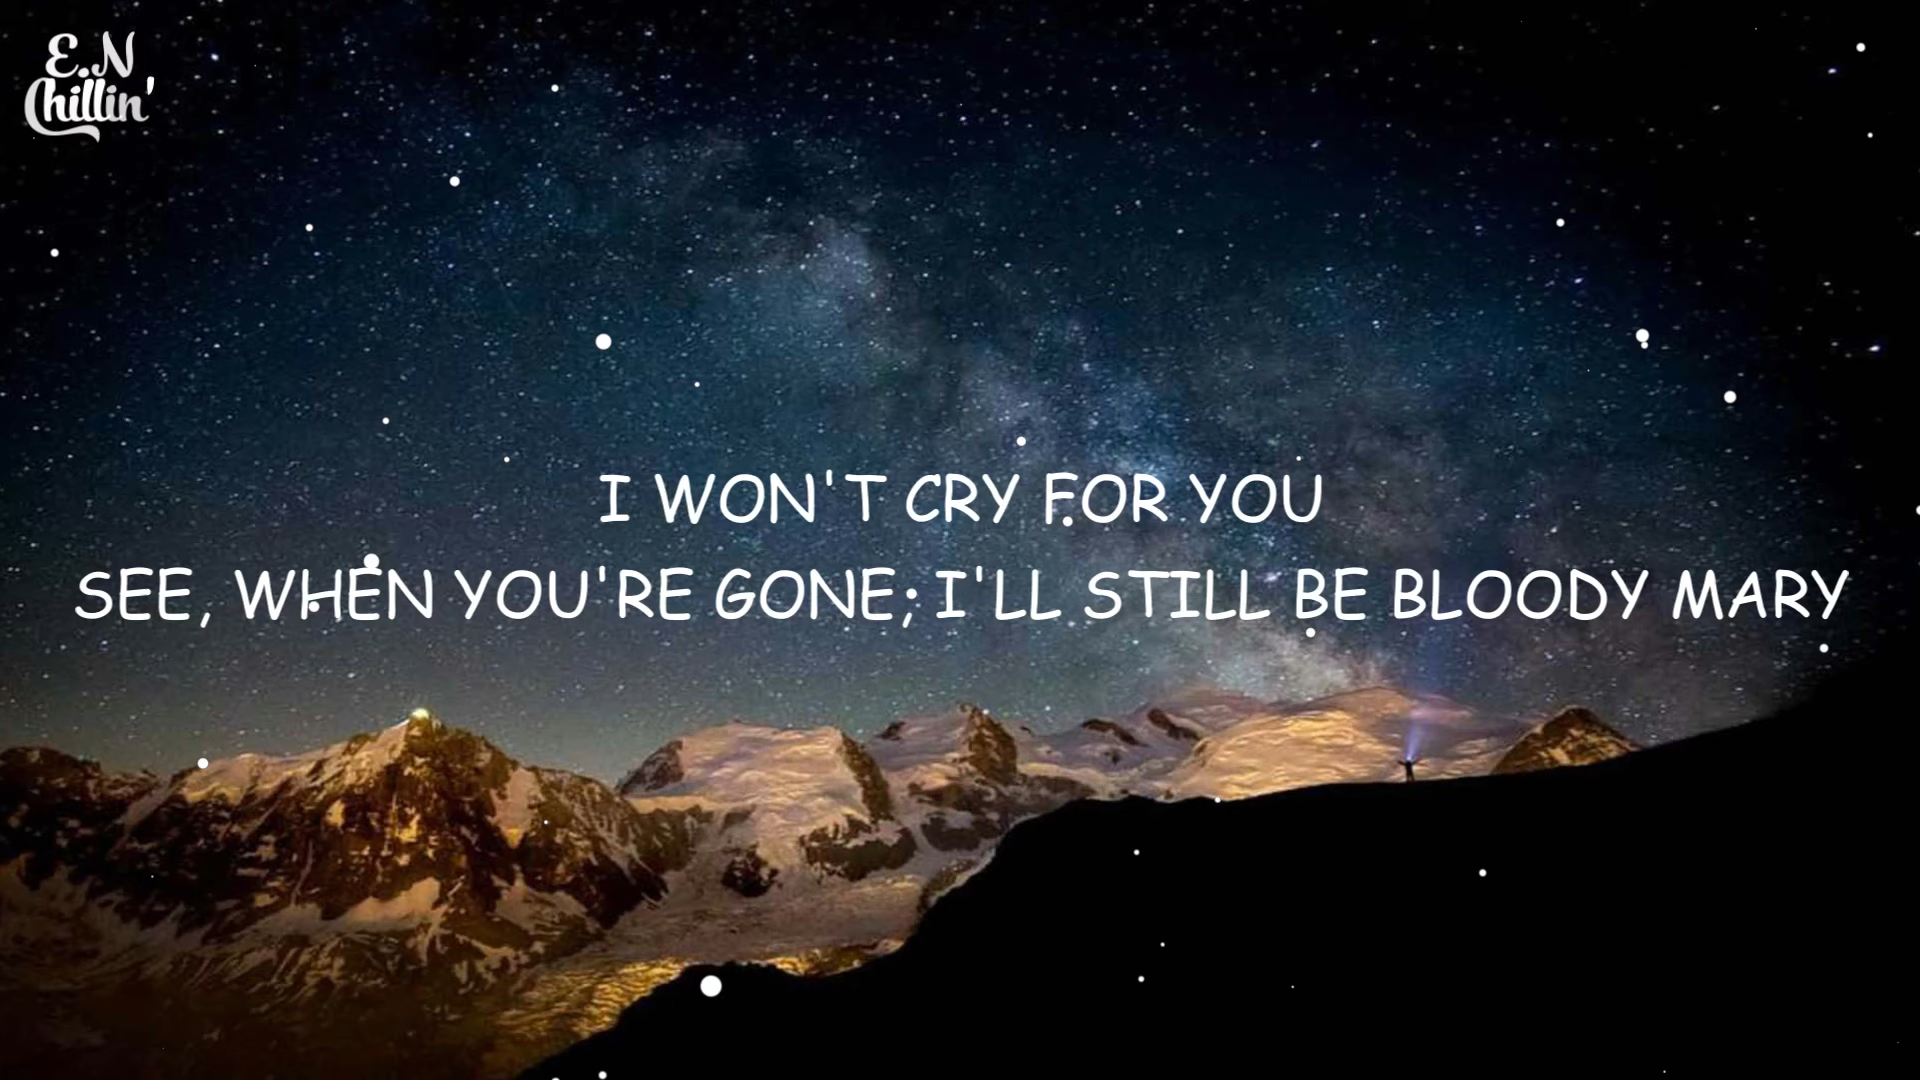 E.N
Chillin'
I WON'T CRY FOR YOU
SEE, WHEN YOU'RE GONE; I'LL STILL BE BLOODY MARY